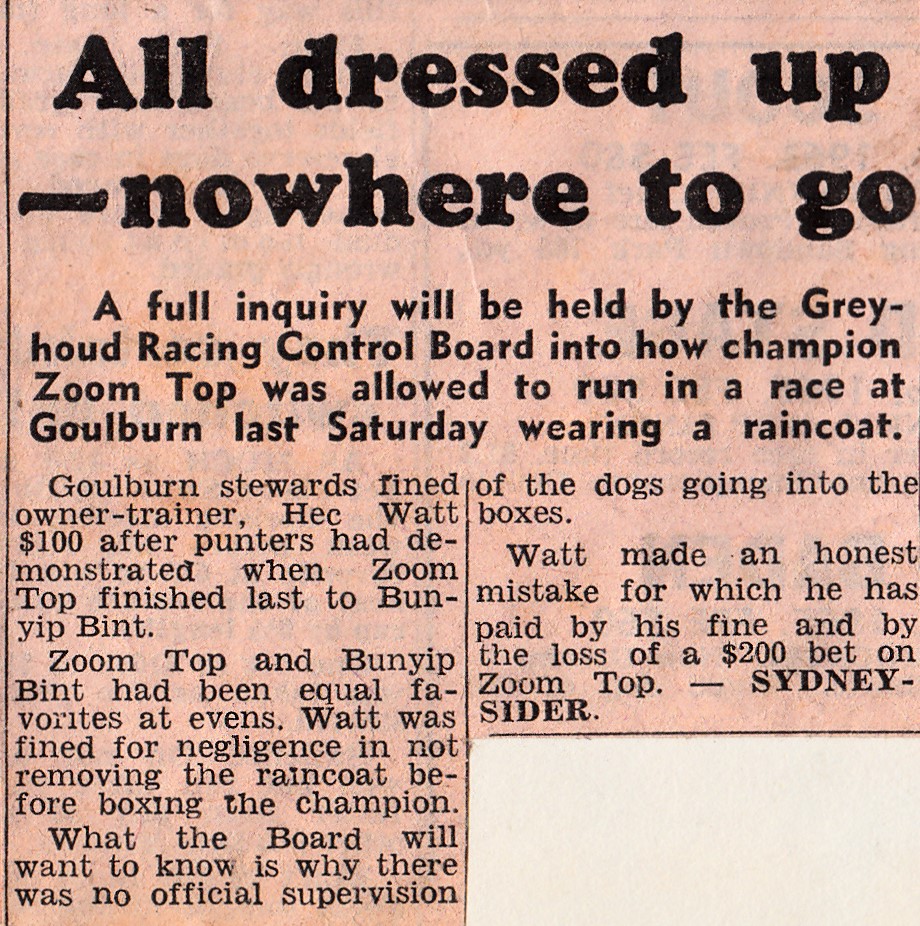 All dressed up
—nowhere to go
A full inquiry will be held by the Grey-
houd Racing Control Board into how champion
Zoom Top was allowed to run in a race at
Goulburn last Saturday wearing a raincoat.
Goulburn stewards fined
owner-trainer, Hec Watt
$100 after punters had de-
monstrated when Zoom
Top finished last to Bun-
yip Bint.
Zoom Top and Bunyip
Bint had been equal fa-
vorites at evens. Watt was
fined for negligence in not
removing the raincoat be-
fore boxing the champion.
What the Board will
want to know is why there
was no official supervision
of the dogs going into the
boxes.
Watt made an honest
mistake for which he has
paid by his fine and by
the loss of a $200 bet on
Zoom Top. — SYDNEY-
SIDER.